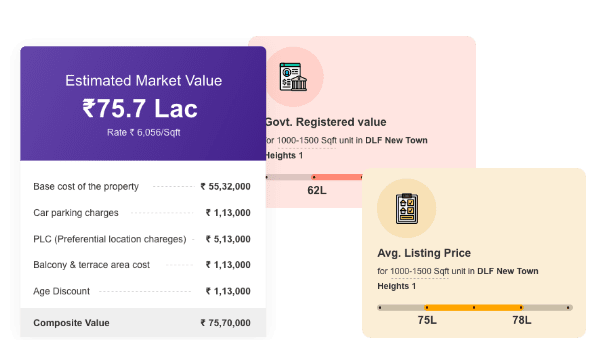 Estimated Market Value
₹75.7 Lac
Rate ₹ 6,056/Sqft
Base cost of the property ₹ 55,32,000
Car parking charges ₹ 1,13,000
PLC (Preferential location chareges) ₹ 5,13,000
Balcony & terrace area cost ₹ 1,13,000
Age Discount ₹ 1,13,000
Composite Value ₹ 75,70,000
Govt. Registered value
for 1000-1500 Sqft unit in DLF New Town
Heights 1
62L
Avg. Listing Price
for 1000-1500 Sqft unit in DLF New Town
Heights 1
75L 78L